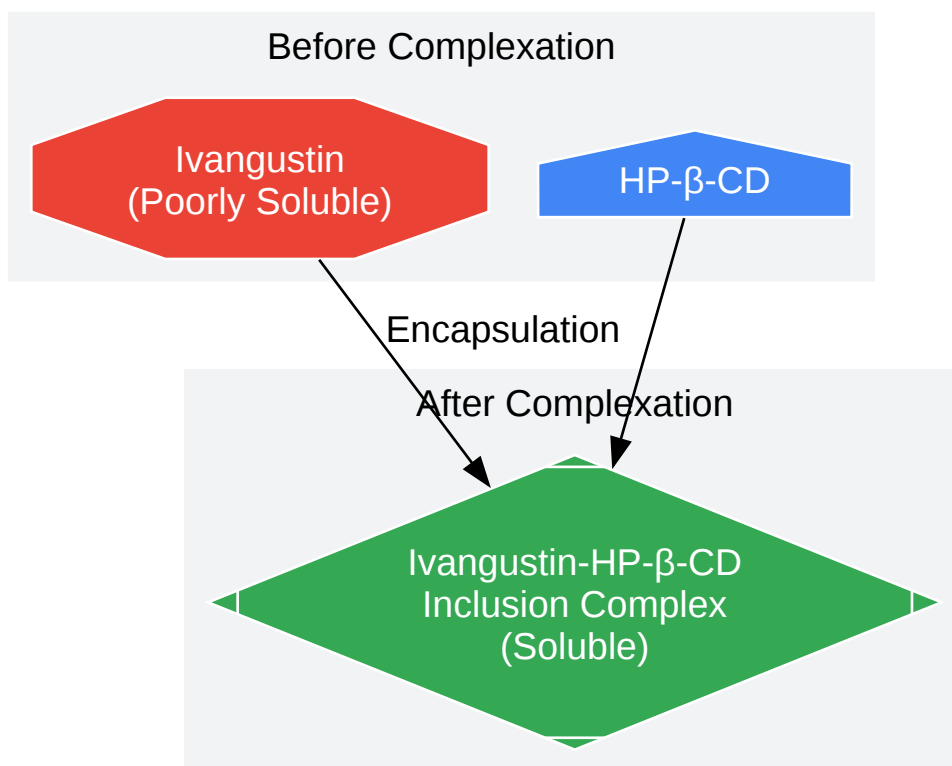 Before Complexation
Ivangustin
(Poorly Soluble)
HP-β-CD
Encapsulation
After Complexation
Ivangustin-HP-β-CD
Inclusion Complex
(Soluble)